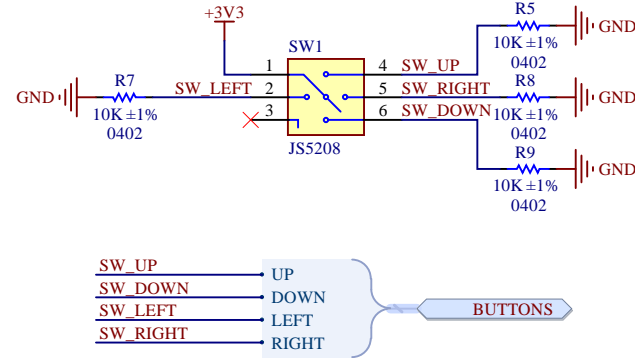 +3V3
R5
GND
10K ±1%
0402
SW1
1
4
SW_UP
R7
R8
GND
SW_LEFT
2
5
SW_RIGHT
GND
10K ±1%
0402
10K ±1%
0402
3
6
SW_DOWN
JS5208
R9
GND
10K ±1%
0402
SW_UP
UP
SW_DOWN
DOWN
SW_LEFT
LEFT
SW_RIGHT
RIGHT
BUTTONS